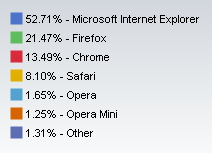 52.71% - Microsoft Internet Explorer
21.47% - Firefox
13.49% - Chrome
8.10% - Safari
1.65% - Opera
1.25% - Opera Mini
1.31% - Other